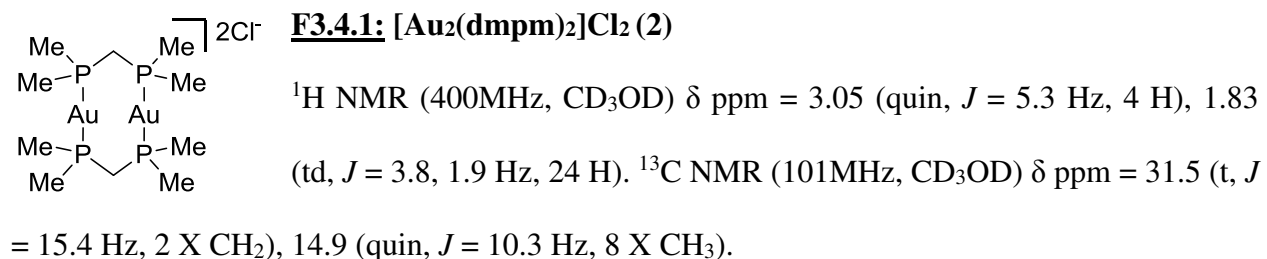 2Cl⁻
Me Me
Me P P Me
Au Au
Me P P Me
Me Me
F3.4.1: [Au₂(dmpm)₂]Cl₂ (2)
¹H NMR (400MHz, CD₃OD) δ ppm = 3.05 (quin, J = 5.3 Hz, 4 H), 1.83
(td, J = 3.8, 1.9 Hz, 24 H). ¹³C NMR (101MHz, CD₃OD) δ ppm = 31.5 (t, J
= 15.4 Hz, 2 X CH₂), 14.9 (quin, J = 10.3 Hz, 8 X CH₃).